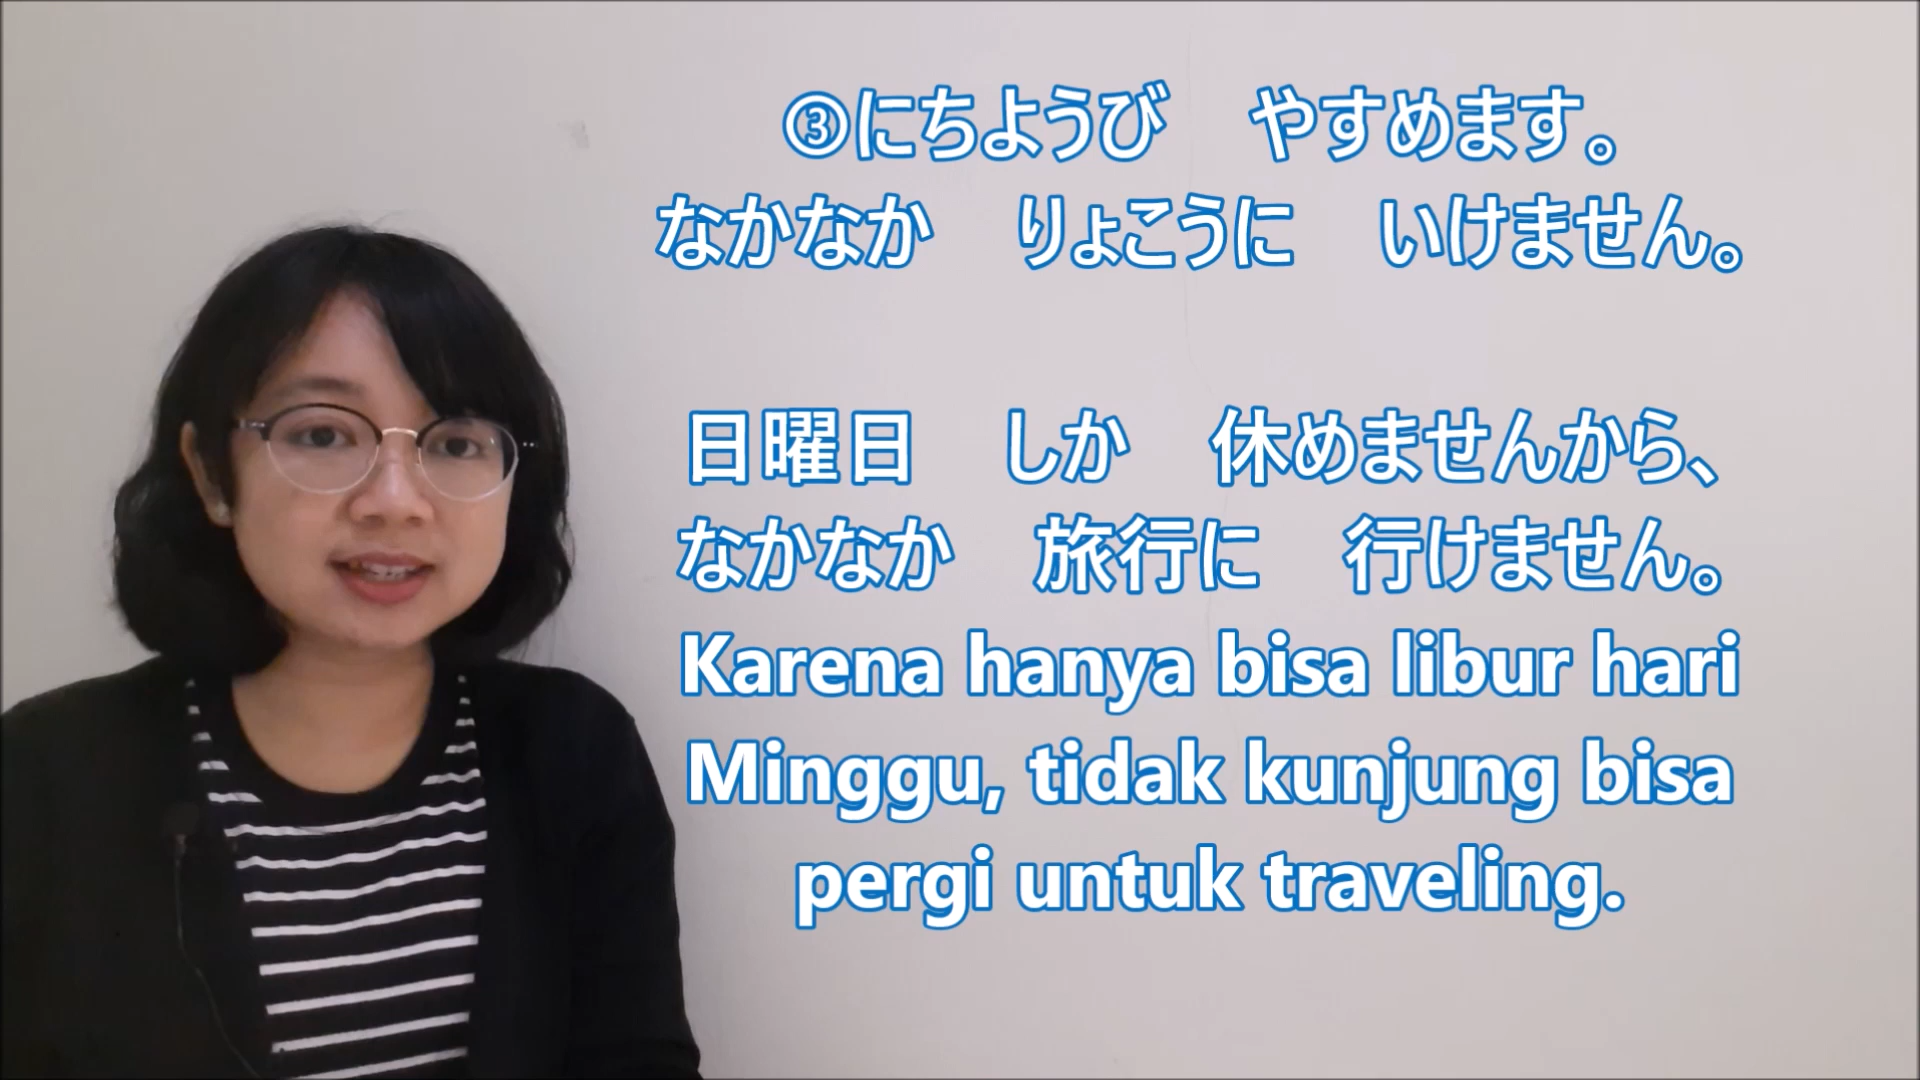 ③にちようび　やすめます。
なかなか　りょこうに　いけません。
日曜日　しか　休めませんから、
なかなか　旅行に　行けません。
Karena hanya bisa libur hari
Minggu, tidak kunjung bisa
pergi untuk traveling.